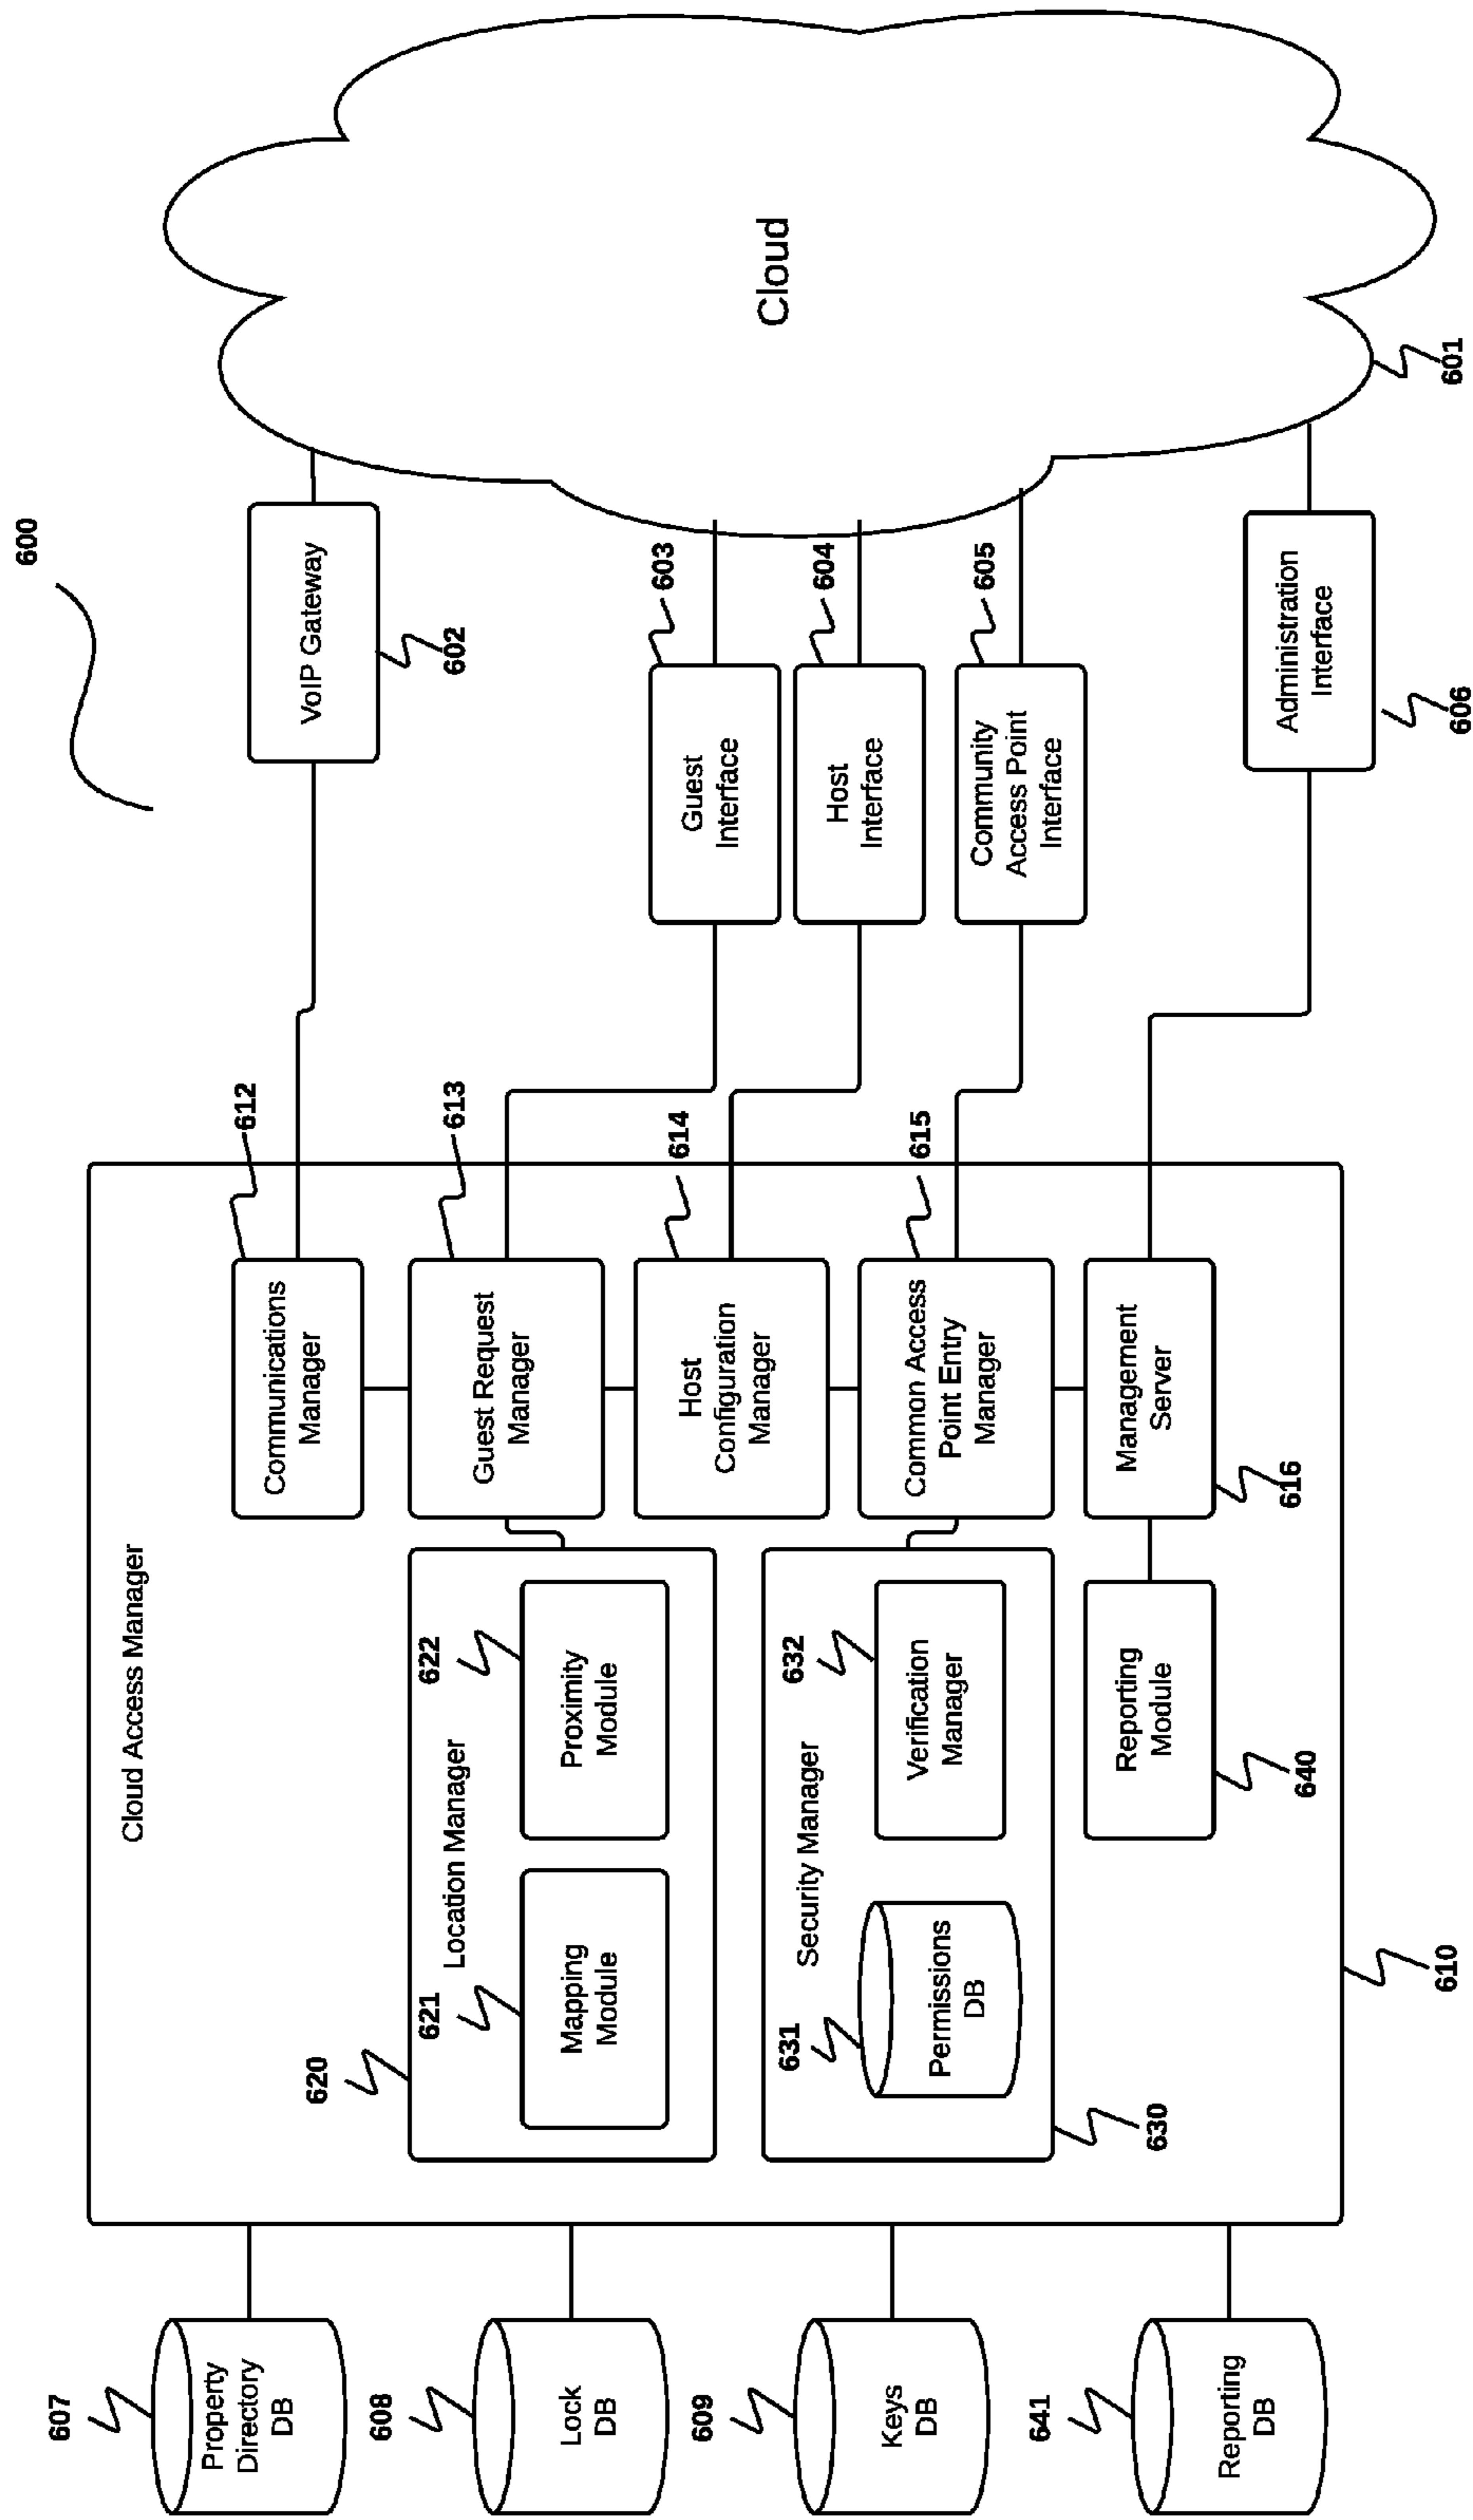 600
Cloud Access Manager
607
Property
Directory
DB
608
Lock
DB
609
Keys
DB
641
Reporting
DB
620
Location Manager
621
Mapping
Module
622
Proximity
Module
Security Manager
631
Permissions
DB
632
Verification
Manager
630
Reporting
Module
640
610
612
Communications
Manager
613
Guest Request
Manager
614
Host
Configuration
Manager
615
Common Access
Point Entry
Manager
Management
Server
616
VoIP Gateway
602
603
Guest
Interface
604
Host
Interface
605
Community
Access Point
Interface
Administration
Interface
606
Cloud
601